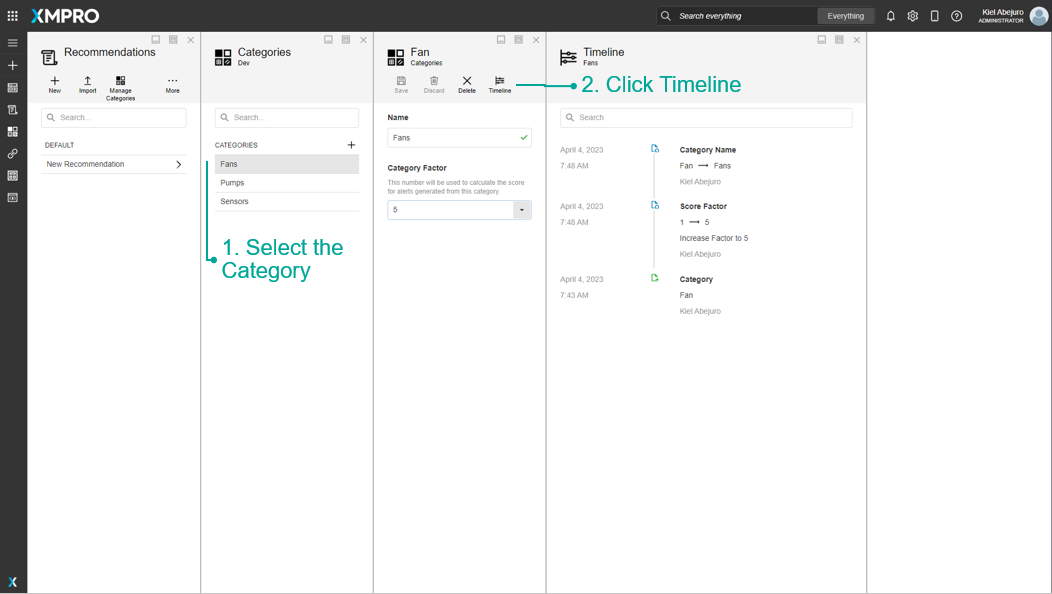 XMPRO
Search everything
Everything
Kiel Abejuro
ADMINISTRATOR
Recommendations
New
Import
Manage
Categories
More
Search...
DEFAULT
New Recommendation
Categories
Dev
Search...
CATEGORIES
Fans
Pumps
Sensors
1. Select the
Category
Fan
Categories
Save
Discard
Delete
Timeline
2. Click Timeline
Name
Fans
Category Factor
This number will be used to calculate the score
for alerts generated from this category.
5
Timeline
Fans
Search
April 4, 2023
7:48 AM
Category Name
Fan → Fans
Kiel Abejuro
April 4, 2023
7:48 AM
Score Factor
1 → 5
Increase Factor to 5
Kiel Abejuro
April 4, 2023
7:43 AM
Category
Fan
Kiel Abejuro
X